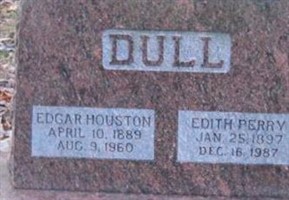 DULL
EDGAR HOUSTON
APRIL 10, 1889
AUG. 9, 1960
EDITH PERRY
JAN. 25, 1897
DEC. 16, 1987